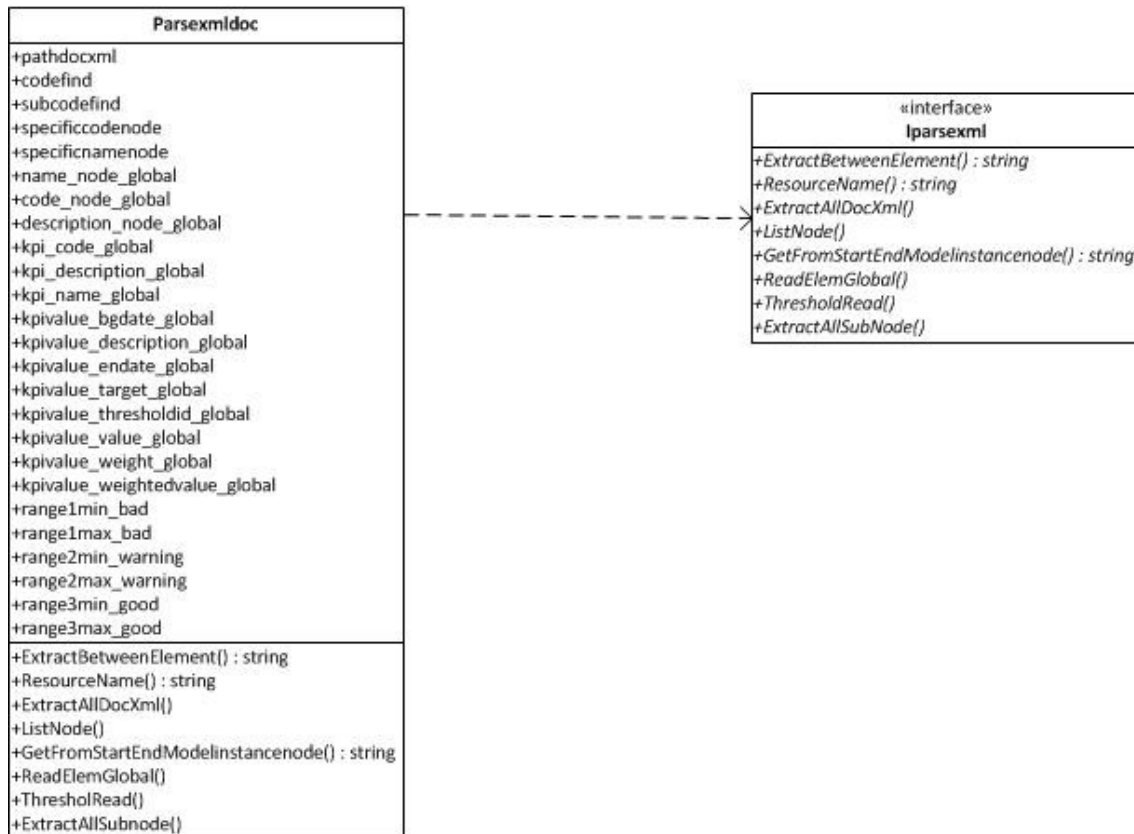 Parsexmldoc
+pathdocxml
+codefind
+subcodefind
+specificcodenode
+specificnamenode
+name_node_global
+code_node_global
+description_node_global
+kpi_code_global
+kpi_description_global
+kpi_name_global
+kpivalue_bgdate_global
+kpivalue_description_global
+kpivalue_endate_global
+kpivalue_target_global
+kpivalue_thresholdid_global
+kpivalue_value_global
+kpivalue_weight_global
+kpivalue_weightedvalue_global
+range1min_bad
+range1max_bad
+range2min_warning
+range2max_warning
+range3min_good
+range3max_good
+ExtractBetweenElement() : string
+ResourceName() : string
+ExtractAllDocXml()
+ListNode()
+GetFromStartEndModelinstancenode() : string
+ReadElemGlobal()
+ThresholRead()
+ExtractAllSubnode()
«interface»
Iparsexml
+ExtractBetweenElement() : string
+ResourceName() : string
+ExtractAllDocXml()
+ListNode()
+GetFromStartEndModelinstancenode() : string
+ReadElemGlobal()
+ThresholdRead()
+ExtractAllSubNode()